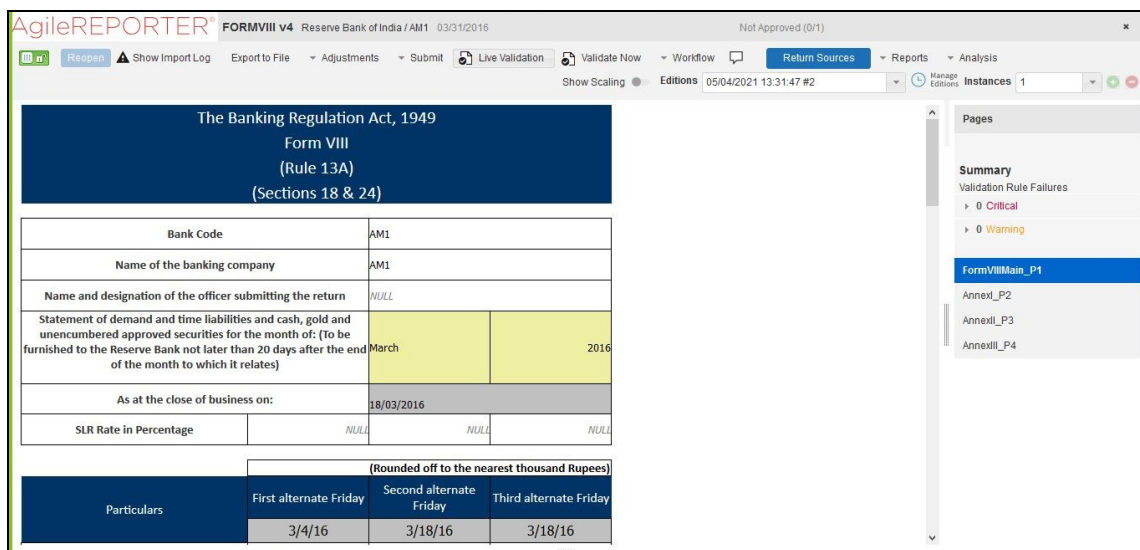 AgileREPORTER® FORMVIII v4 Reserve Bank of India / AM1 03/31/2016 Not Approved (0/1) ×
Reopen Show Import Log Export to File Adjustments Submit Live Validation Validate Now Workflow Return Sources Reports Analysis
Show Scaling Editions 05/04/2021 13:31:47 #2 Manage Editions Instances 1
The Banking Regulation Act, 1949
Form VIII
(Rule 13A)
(Sections 18 & 24)
Bank Code AM1
Name of the banking company AM1
Name and designation of the officer submitting the return NULL
Statement of demand and time liabilities and cash, gold and
unencumbered approved securities for the month of: (To be
furnished to the Reserve Bank not later than 20 days after the end March 2016
of the month to which it relates)
As at the close of business on: 18/03/2016
SLR Rate in Percentage NULL NULL NULL
(Rounded off to the nearest thousand Rupees)
Particulars First alternate Friday Second alternate Friday Third alternate Friday
3/4/16 3/18/16 3/18/16
Pages
Summary
Validation Rule Failures
0 Critical
0 Warning
FormVIIIMain_P1
AnnexI_P2
AnnexII_P3
AnnexIII_P4